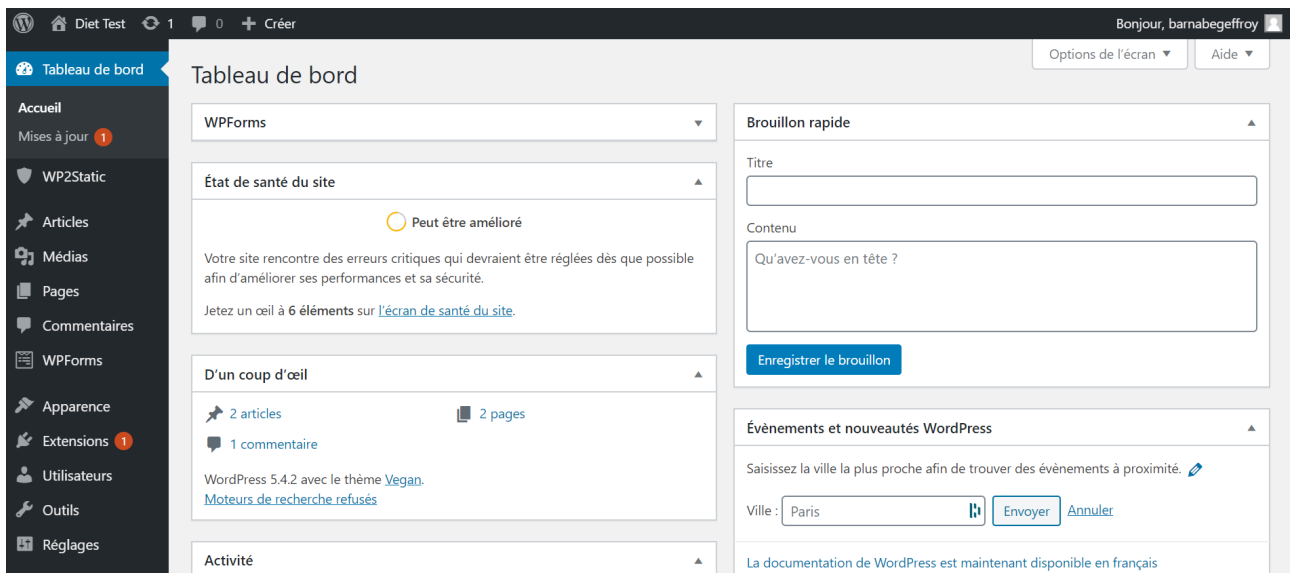 Diet Test 1 0 + Créer Bonjour, barnabegeffroy
Options de l'écran ▼ Aide ▼
Tableau de bord
Accueil
Mises à jour 1
WP2Static
Articles
Médias
Pages
Commentaires
WPForms
Apparence
Extensions 1
Utilisateurs
Outils
Réglages
Tableau de bord
WPForms
État de santé du site
Peut être amélioré
Votre site rencontre des erreurs critiques qui devraient être réglées dès que possible
afin d’améliorer ses performances et sa sécurité.
Jetez un œil à 6 éléments sur l’écran de santé du site.
D’un coup d’œil
2 articles 2 pages
1 commentaire
WordPress 5.4.2 avec le thème Vegan.
Moteurs de recherche refusés
Activité
Brouillon rapide
Titre
Contenu
Qu’avez-vous en tête ?
Enregistrer le brouillon
Évènements et nouveautés WordPress
Saisissez la ville la plus proche afin de trouver des évènements à proximité.
Ville : Paris Envoyer Annuler
La documentation de WordPress est maintenant disponible en français